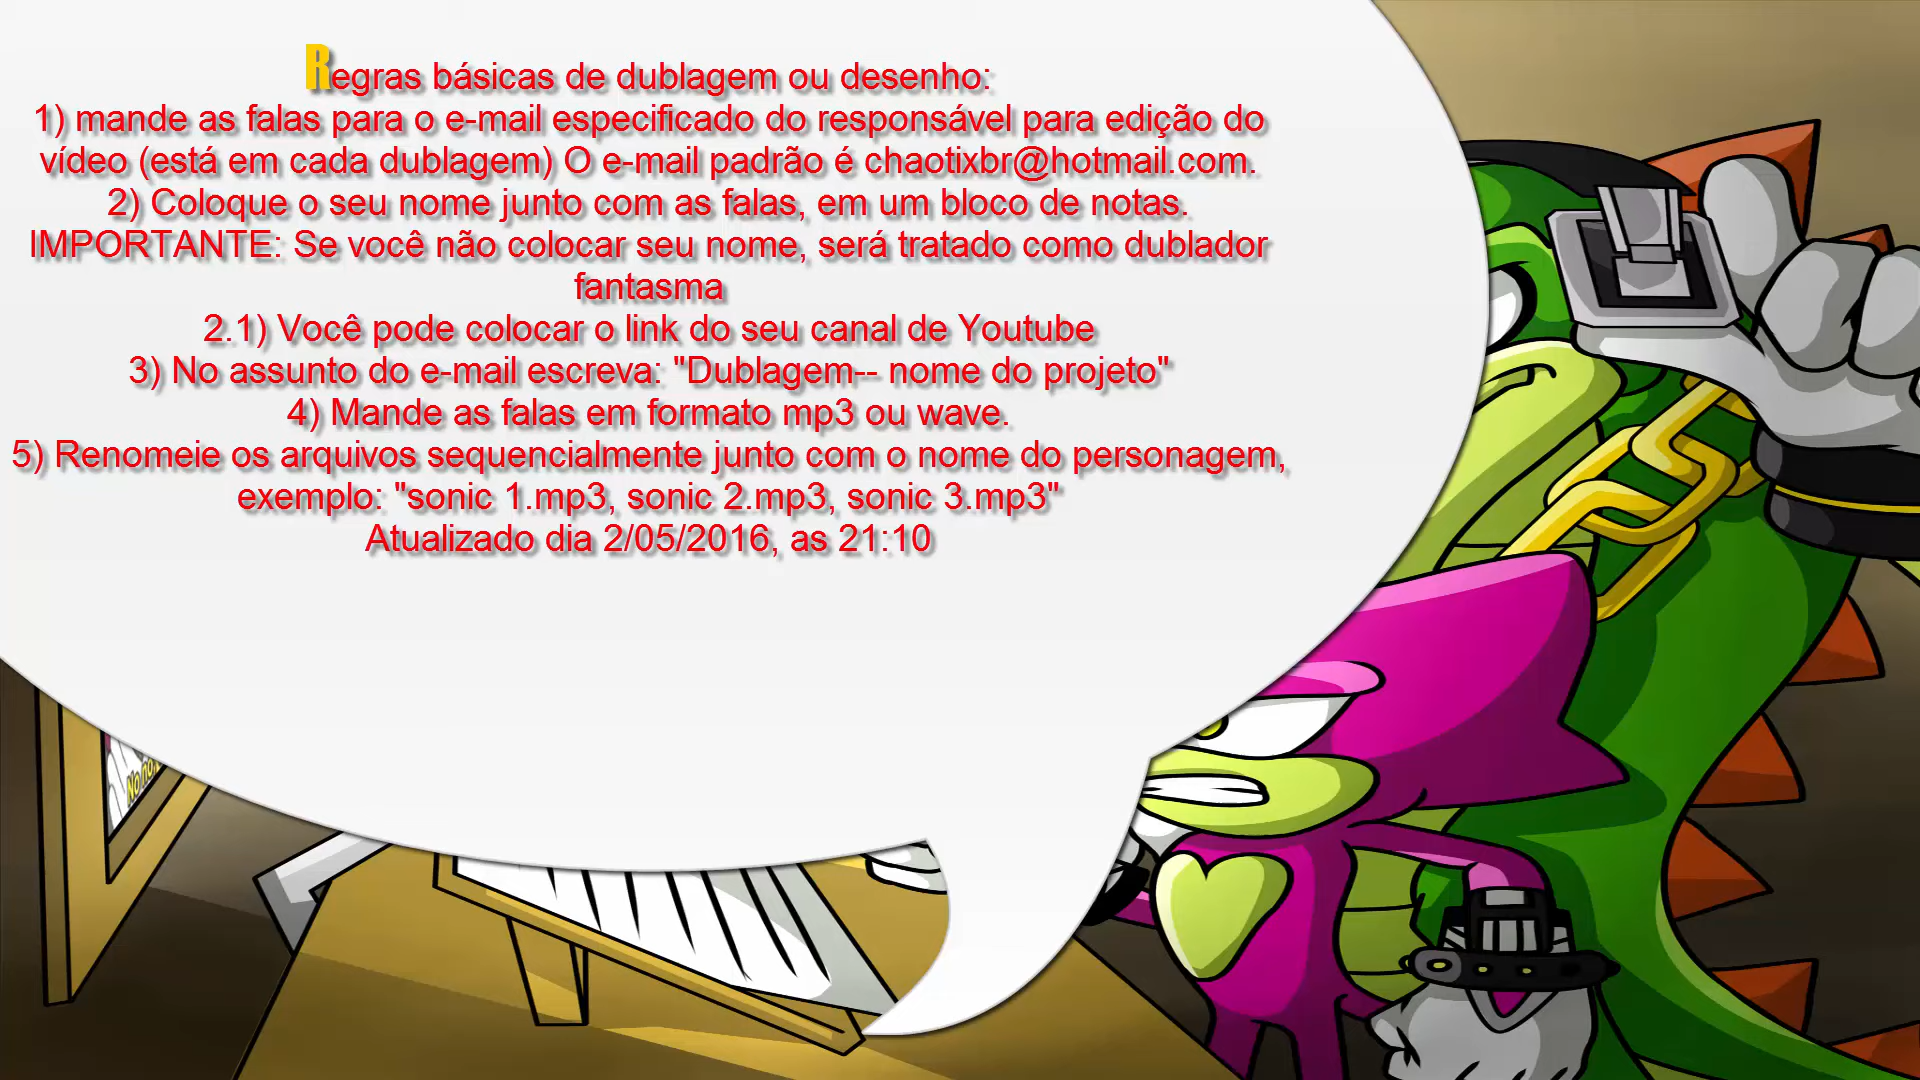 Regras básicas de dublagem ou desenho:
1) mande as falas para o e-mail especificado do responsável para edição do
vídeo (está em cada dublagem) O e-mail padrão é chaotixbr@hotmail.com.
2) Coloque o seu nome junto com as falas, em um bloco de notas.
IMPORTANTE: Se você não colocar seu nome, será tratado como dublador
fantasma
2.1) Você pode colocar o link do seu canal de Youtube
3) No assunto do e-mail escreva: "Dublagem-- nome do projeto"
4) Mande as falas em formato mp3 ou wave.
5) Renomeie os arquivos sequencialmente junto com o nome do personagem,
exemplo: "sonic 1.mp3, sonic 2.mp3, sonic 3.mp3"
Atualizado dia 2/05/2016, as 21:10
No no